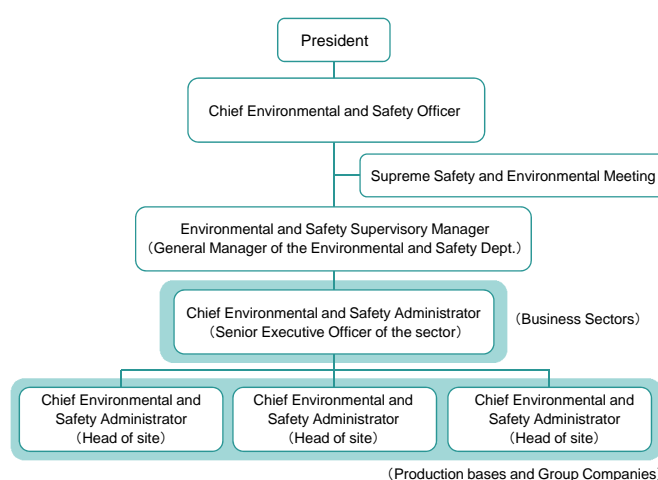 President
Chief Environmental and Safety Officer
Supreme Safety and Environmental Meeting
Environmental and Safety Supervisory Manager
（General Manager of the Environmental and Safety Dept.）
Chief Environmental and Safety Administrator
（Senior Executive Officer of the sector）
（Business Sectors）
Chief Environmental and
Safety Administrator
（Head of site）
Chief Environmental and
Safety Administrator
（Head of site）
Chief Environmental and
Safety Administrator
（Head of site）
（Production bases and Group Companies）